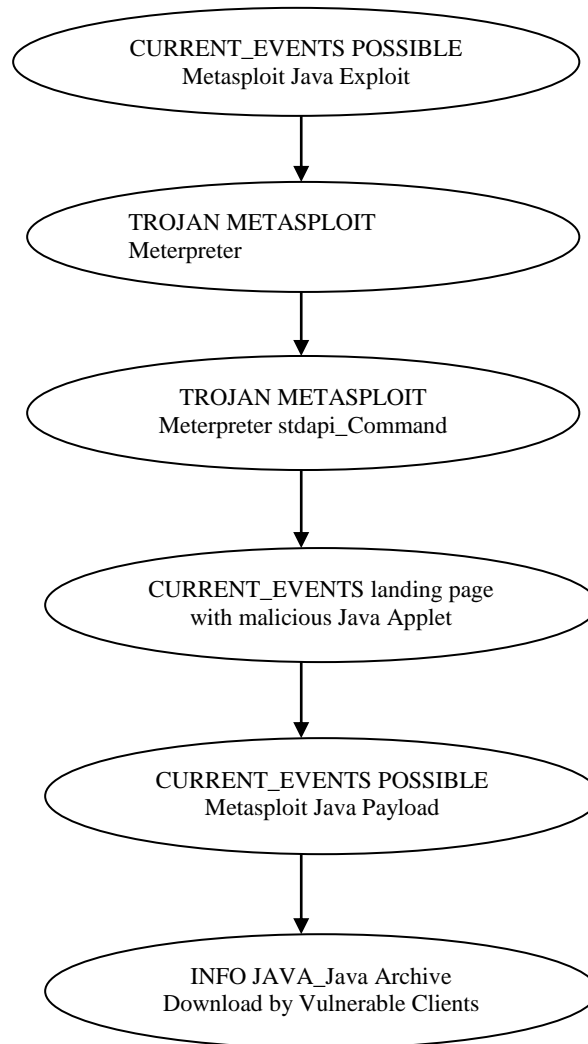 CURRENT_EVENTS POSSIBLE
Metasploit Java Exploit
TROJAN METASPLOIT
Meterpreter
TROJAN METASPLOIT
Meterpreter stdapi_Command
CURRENT_EVENTS landing page
with malicious Java Applet
CURRENT_EVENTS POSSIBLE
Metasploit Java Payload
INFO JAVA_Java Archive
Download by Vulnerable Clients